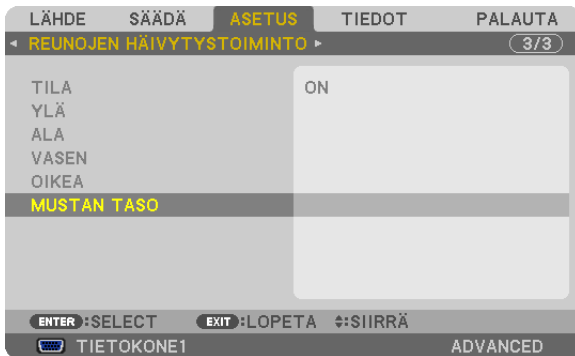 LÄHDE SÄÄDÄ ASETUS TIEDOT PALAUTA
REUNOJEN HÄIVYTYSTOIMINTO 3/3
TILA ON
YLÄ
ALA
VASEN
OIKEA
MUSTAN TASO
ENTER :SELECT EXIT :LOPETA :SIIRRÄ
TIETOKONE1 ADVANCED